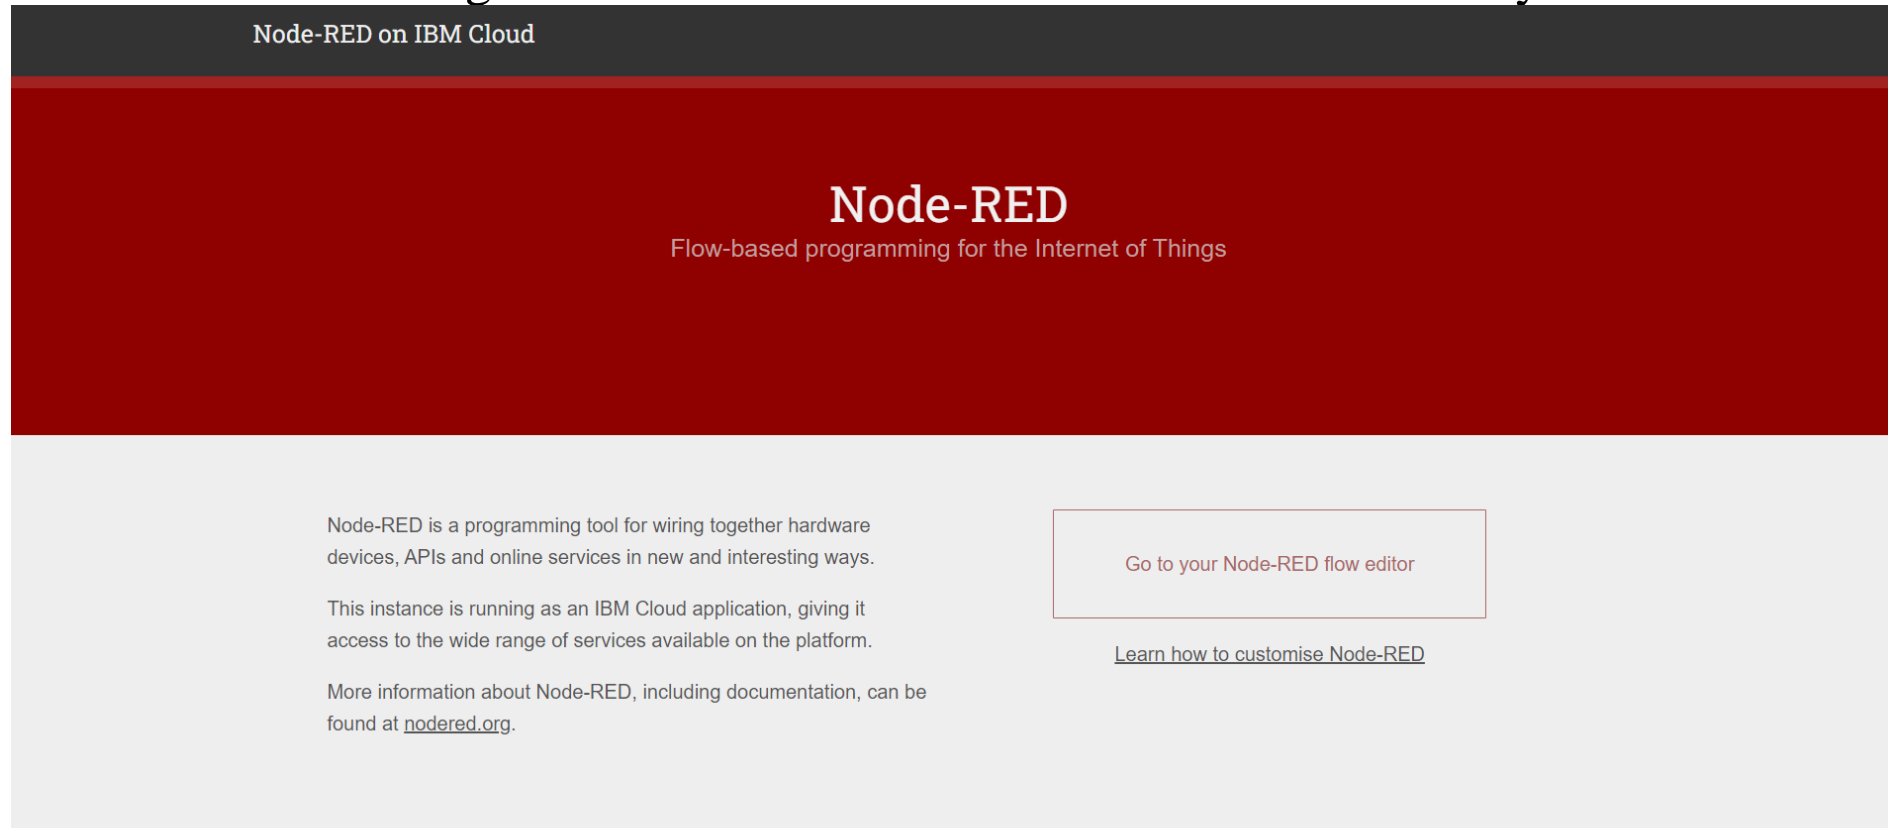 Node-RED on IBM Cloud
Node-RED
Flow-based programming for the Internet of Things
Node-RED is a programming tool for wiring together hardware
devices, APIs and online services in new and interesting ways.
This instance is running as an IBM Cloud application, giving it
access to the wide range of services available on the platform.
More information about Node-RED, including documentation, can be
found at nodered.org.
Go to your Node-RED flow editor
Learn how to customise Node-RED